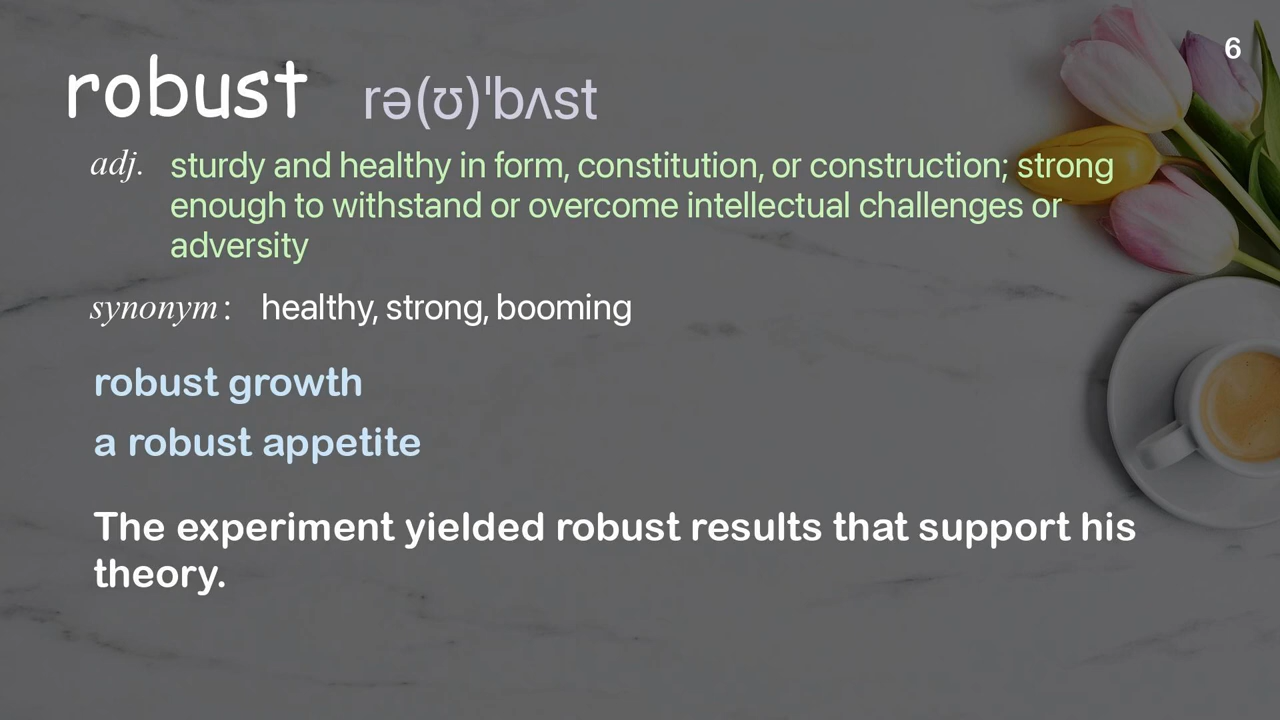 6
robust rə(ʊ)ˈbʌst
adj. sturdy and healthy in form, constitution, or construction; strong
enough to withstand or overcome intellectual challenges or
adversity
synonym: healthy, strong, booming
robust growth
a robust appetite
The experiment yielded robust results that support his
theory.